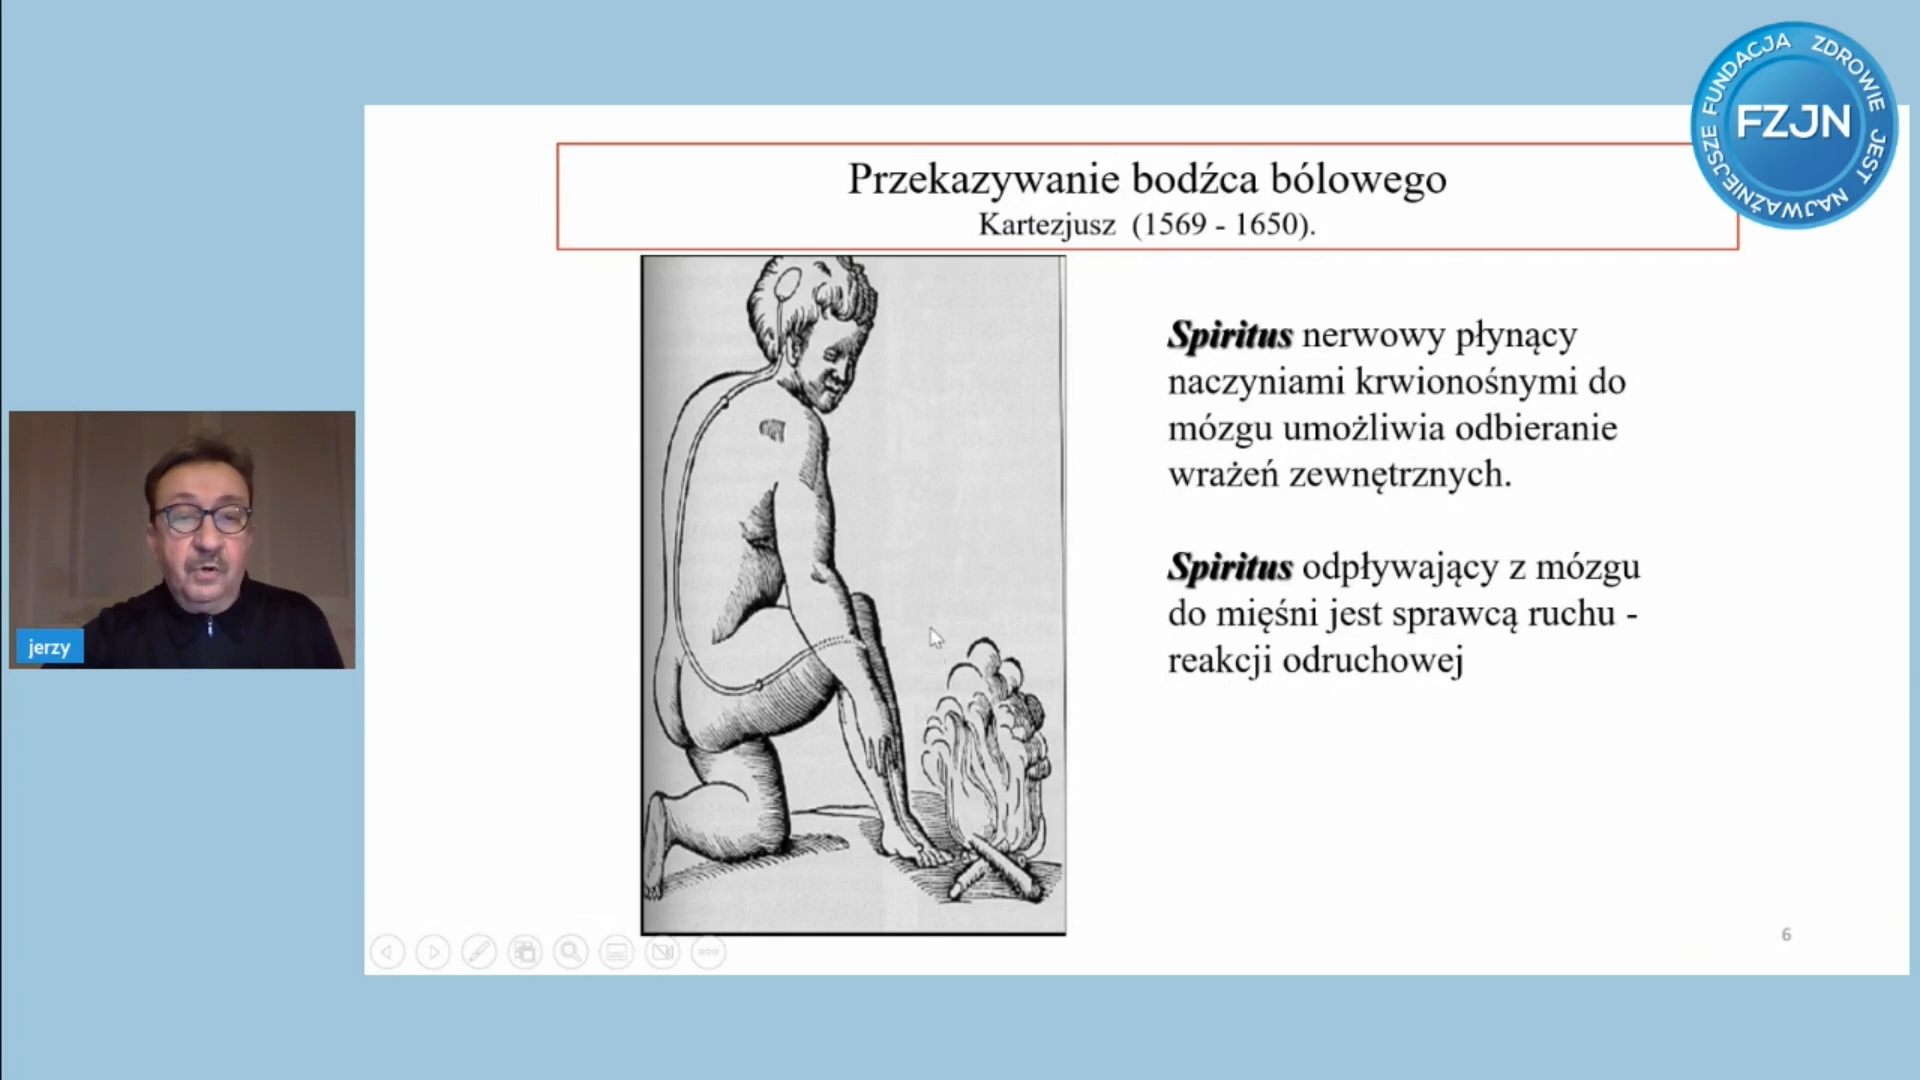 FUNDACJA ZDROWIE JEST NAJWAŻNIEJSZE
FZJN
Przekazywanie bodźca bólowego
Kartezjusz (1569 - 1650).
Spiritus nerwowy płynący
naczyniami krwionośnymi do
mózgu umożliwia odbieranie
wrażeń zewnętrznych.
Spiritus odpływający z mózgu
do mięśni jest sprawcą ruchu -
reakcji odruchowej
jerzy
6